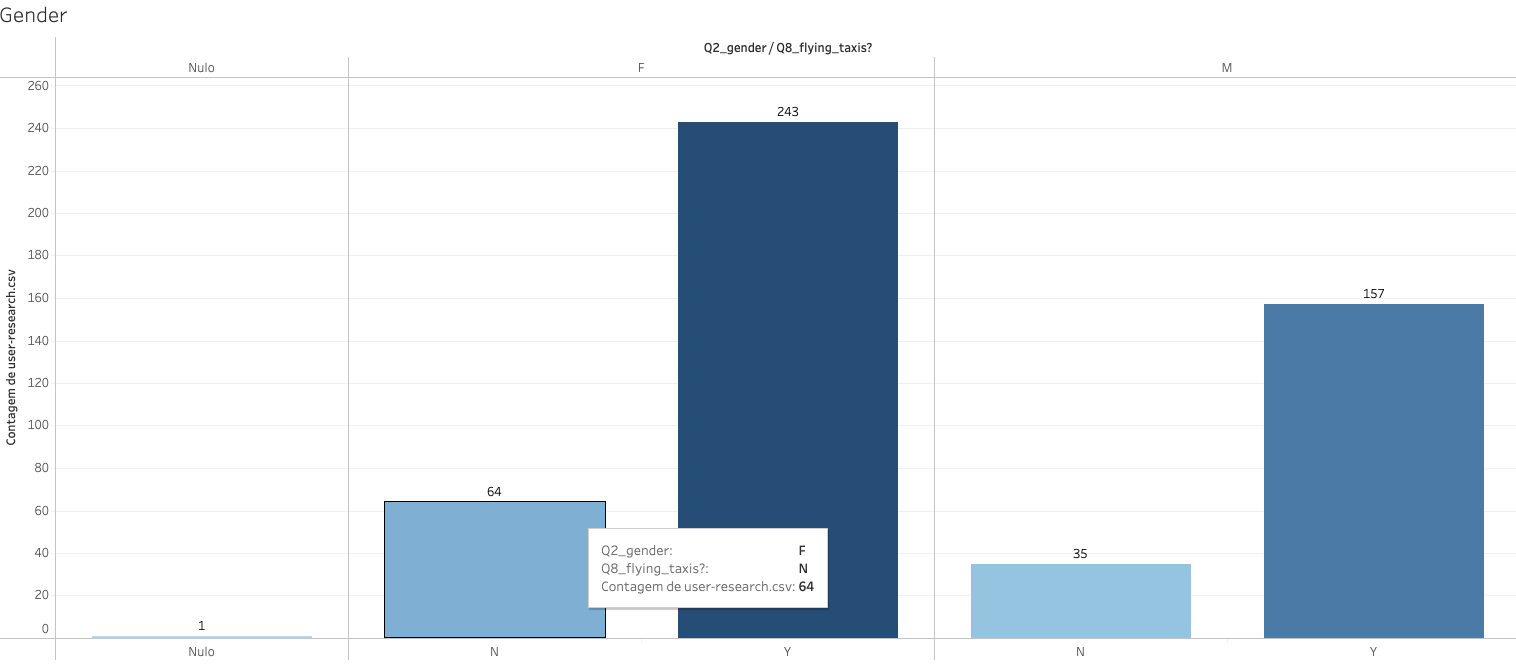 Gender
Q2_gender / Q8_flying_taxis?
Nulo
F
M
Contagem de user-research.csv
260
240
220
200
180
160
140
120
100
80
60
40
20
0
1
64
243
35
157
Q2_gender: F
Q8_flying_taxis?: N
Contagem de user-research.csv: 64
Nulo
N
Y
N
Y